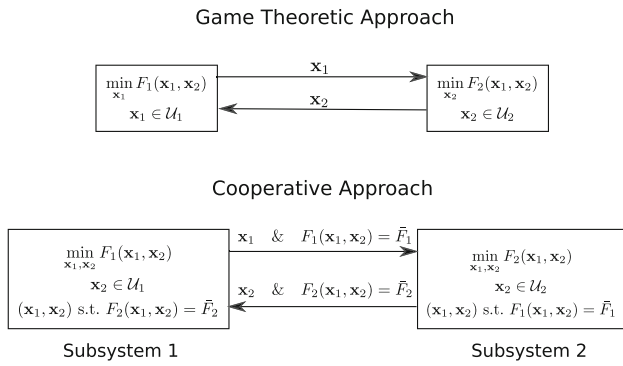 Game Theoretic Approach
min F₁(x₁, x₂)
x₁
x₁ ∈ 𝒰₁
x₁
x₂
min F₂(x₁, x₂)
x₂
x₂ ∈ 𝒰₂
Cooperative Approach
min F₁(x₁, x₂)
x₁,x₂
x₂ ∈ 𝒰₁
(x₁, x₂) s.t. F₂(x₁, x₂) = F̄₂
x₁ & F₁(x₁, x₂) = F̄₁
x₂ & F₂(x₁, x₂) = F̄₂
min F₂(x₁, x₂)
x₁,x₂
x₂ ∈ 𝒰₂
(x₁, x₂) s.t. F₁(x₁, x₂) = F̄₁
Subsystem 1
Subsystem 2